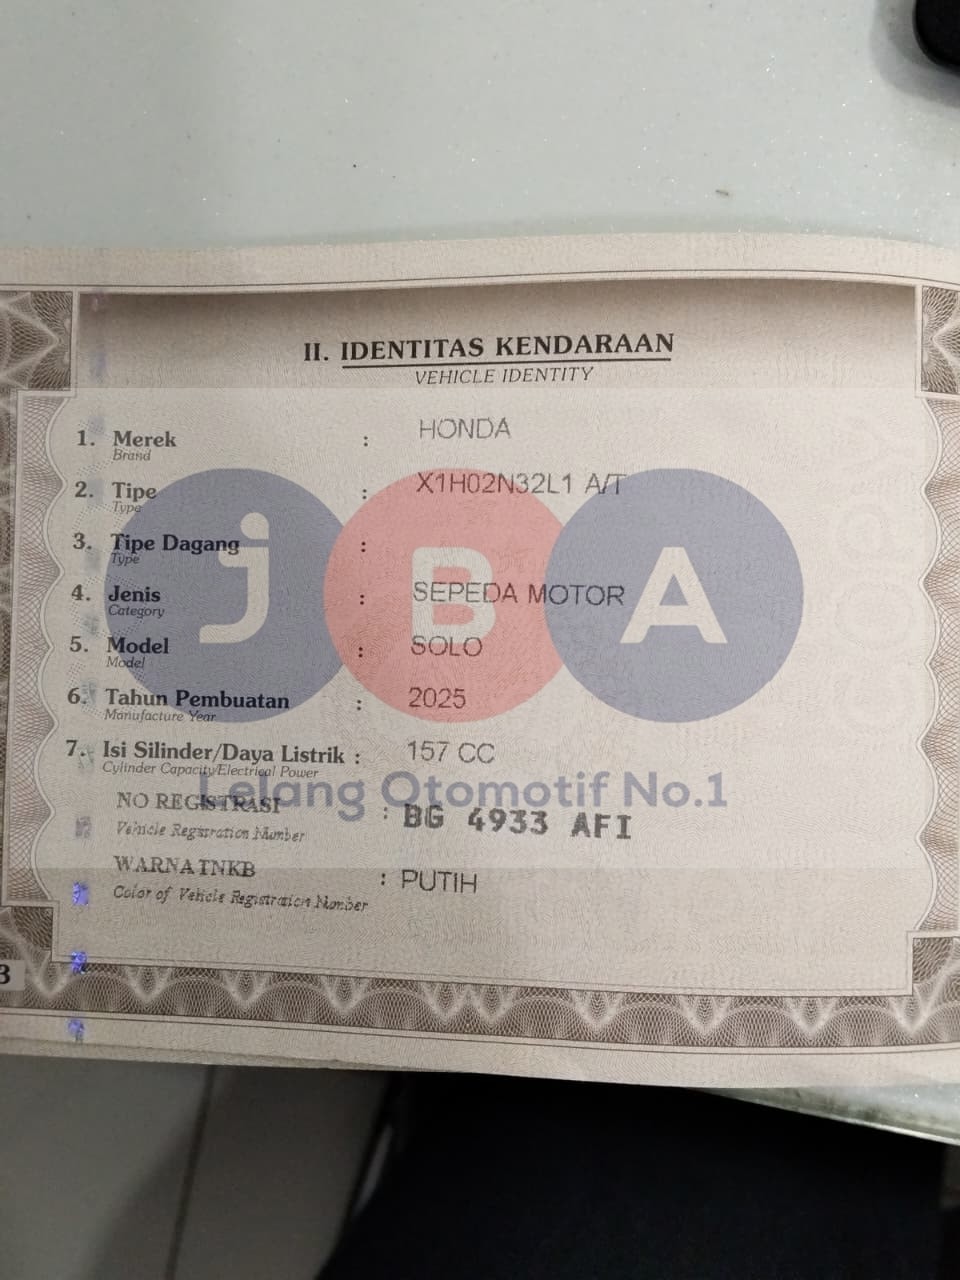 II. IDENTITAS KENDARAAN
VEHICLE IDENTITY
1. Merek : HONDA
Brand
2. Tipe : X1H02N32L1 A/T
Type
3. Tipe Dagang :
Type
4. Jenis : SEPEDA MOTOR
Category
5. Model : SOLO
Model
6. Tahun Pembuatan : 2025
Manufacture Year
7. Isi Silinder/Daya Listrik : 157 CC
Cylinder Capacity/Electrical Power
NO REGISTRASI : BG 4933 AFI
Vehicle Registration Number
WARNA TNKB : PUTIH
Color of Vehicle Registration Number
3
JBA
Lelang Otomotif No.1